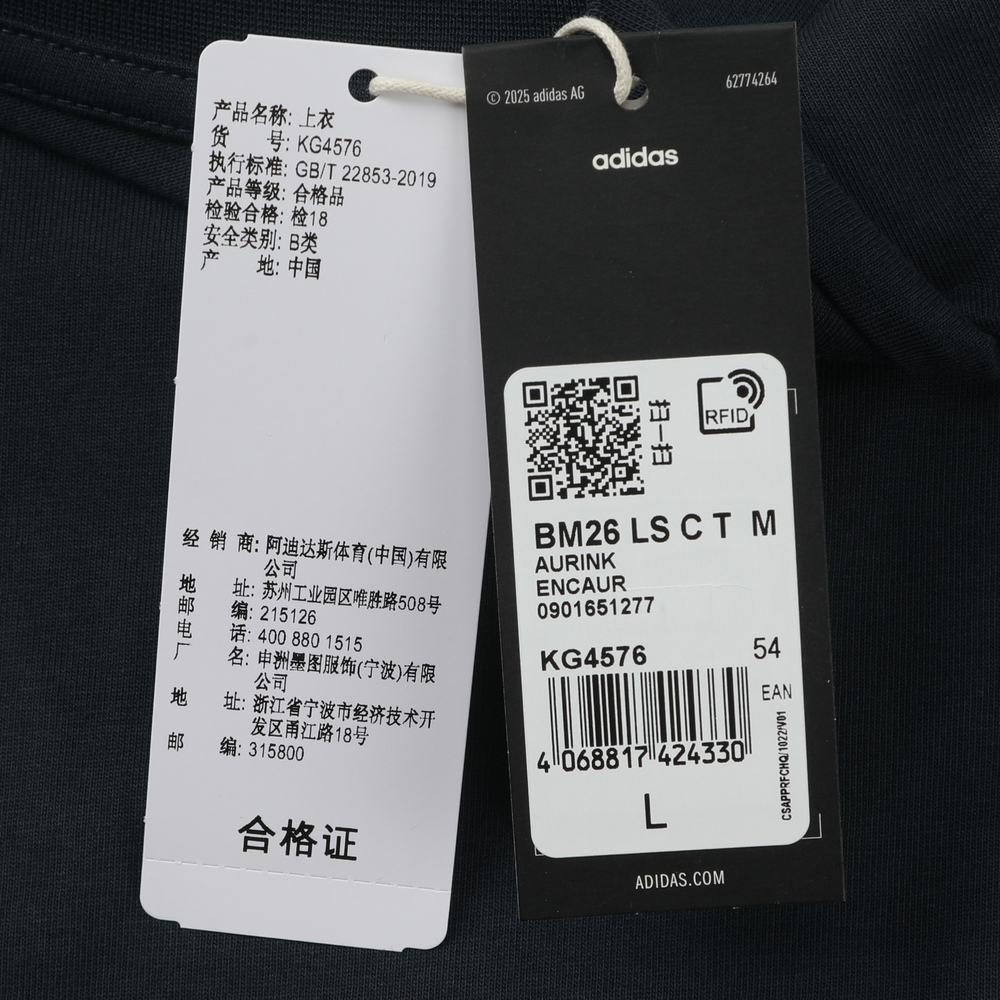 产品名称: 上衣
货 号: KG4576
执行标准: GB/T 22853-2019
产品等级: 合格品
检验合格: 检18
安全类别: B类
产 地: 中国
经 销 商: 阿迪达斯体育(中国)有限
公司
地 址: 苏州工业园区唯胜路508号
邮 编: 215126
电 话: 400 880 1515
厂 名: 申洲墨图服饰(宁波)有限
公司
地 址: 浙江省宁波市经济技术开
发区甬江路18号
邮 编: 315800
合格证
© 2025 adidas AG
62774264
adidas
扫一扫
RFID
BM26 LS C T M
AURINK
ENCAUR
0901651277
KG4576
54
EAN
4 068817 424330
CSAPPRFCHQ/1022/V01
L
ADIDAS.COM